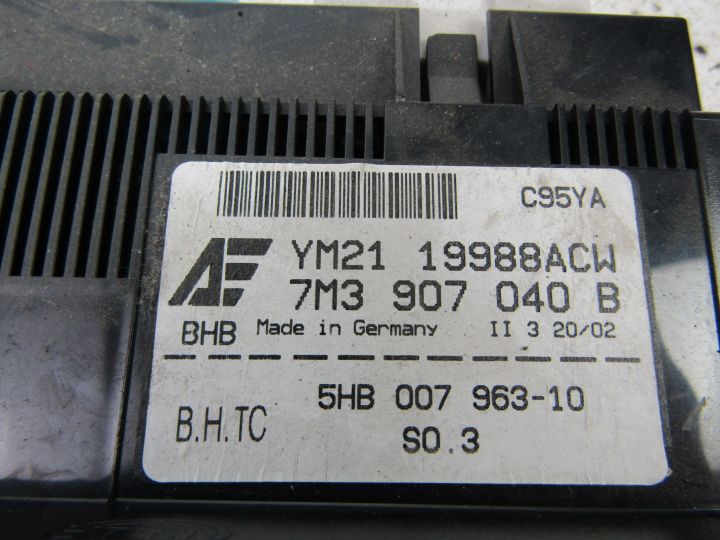 C95YA
AE YM21 19988ACW
7M3 907 040 B
BHB Made in Germany II 3 20/02
5HB 007 963-10
B.H.TC
S0.3